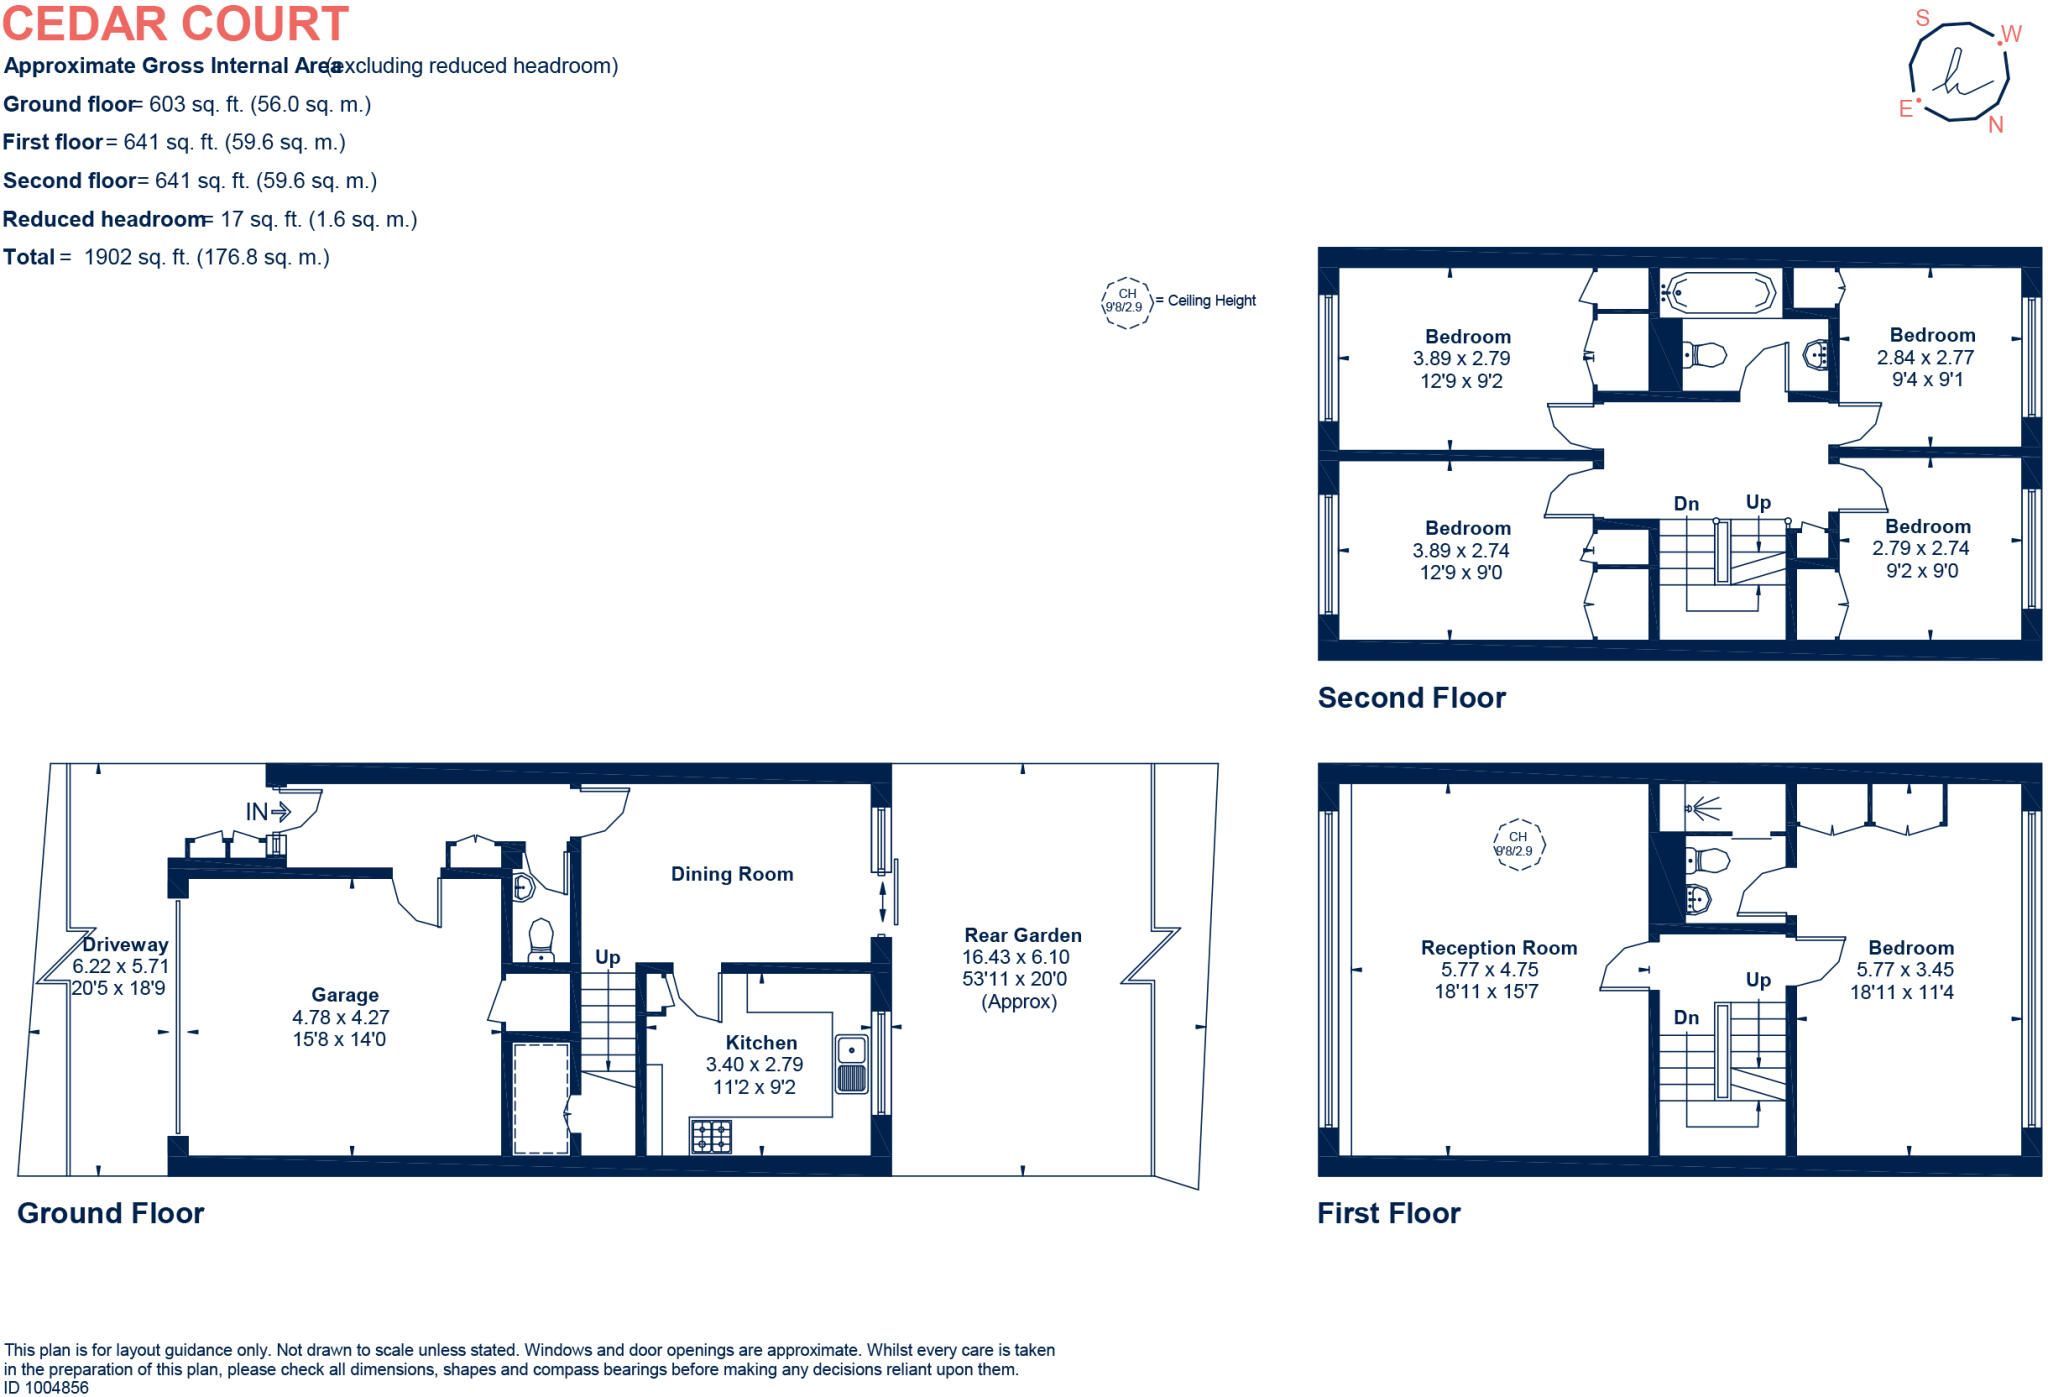 CEDAR COURT
Approximate Gross Internal Area (excluding reduced headroom)
Ground floor = 603 sq. ft. (56.0 sq. m.)
First floor = 641 sq. ft. (59.6 sq. m.)
Second floor = 641 sq. ft. (59.6 sq. m.)
Reduced headroom = 17 sq. ft. (1.6 sq. m.)
Total = 1902 sq. ft. (176.8 sq. m.)
S
W
E
N
CH
9'8/2.9
= Ceiling Height
Bedroom
3.89 x 2.79
12'9 x 9'2
Bedroom
2.84 x 2.77
9'4 x 9'1
Bedroom
3.89 x 2.74
12'9 x 9'0
Dn
Up
Bedroom
2.79 x 2.74
9'2 x 9'0
Second Floor
IN
Driveway
6.22 x 5.71
20'5 x 18'9
Garage
4.78 x 4.27
15'8 x 14'0
Dining Room
Up
Kitchen
3.40 x 2.79
11'2 x 9'2
Rear Garden
16.43 x 6.10
53'11 x 20'0
(Approx)
Ground Floor
CH
9'8/2.9
Reception Room
5.77 x 4.75
18'11 x 15'7
Dn
Up
Bedroom
5.77 x 3.45
18'11 x 11'4
First Floor
This plan is for layout guidance only. Not drawn to scale unless stated. Windows and door openings are approximate. Whilst every care is taken
in the preparation of this plan, please check all dimensions, shapes and compass bearings before making any decisions reliant upon them.
ID 1004856